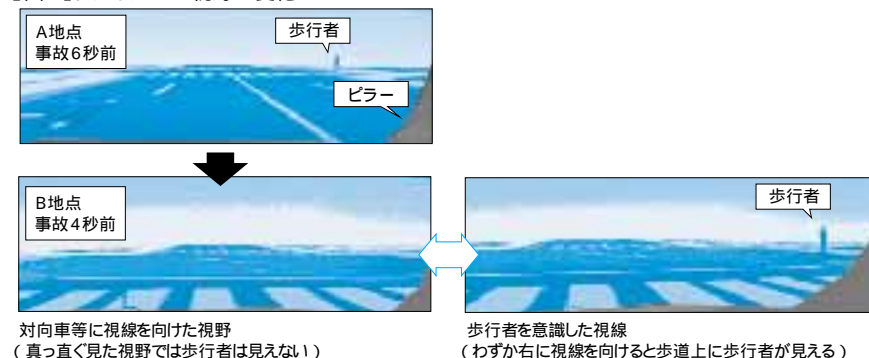 A地点
事故6秒前
歩行者
ピラー
B地点
事故4秒前
歩行者
対向車等に視線を向けた視野
(真っ直ぐ見た視野では歩行者は見えない)
歩行者を意識した視線
(わずか右に視線を向けると歩道上に歩行者が見える)